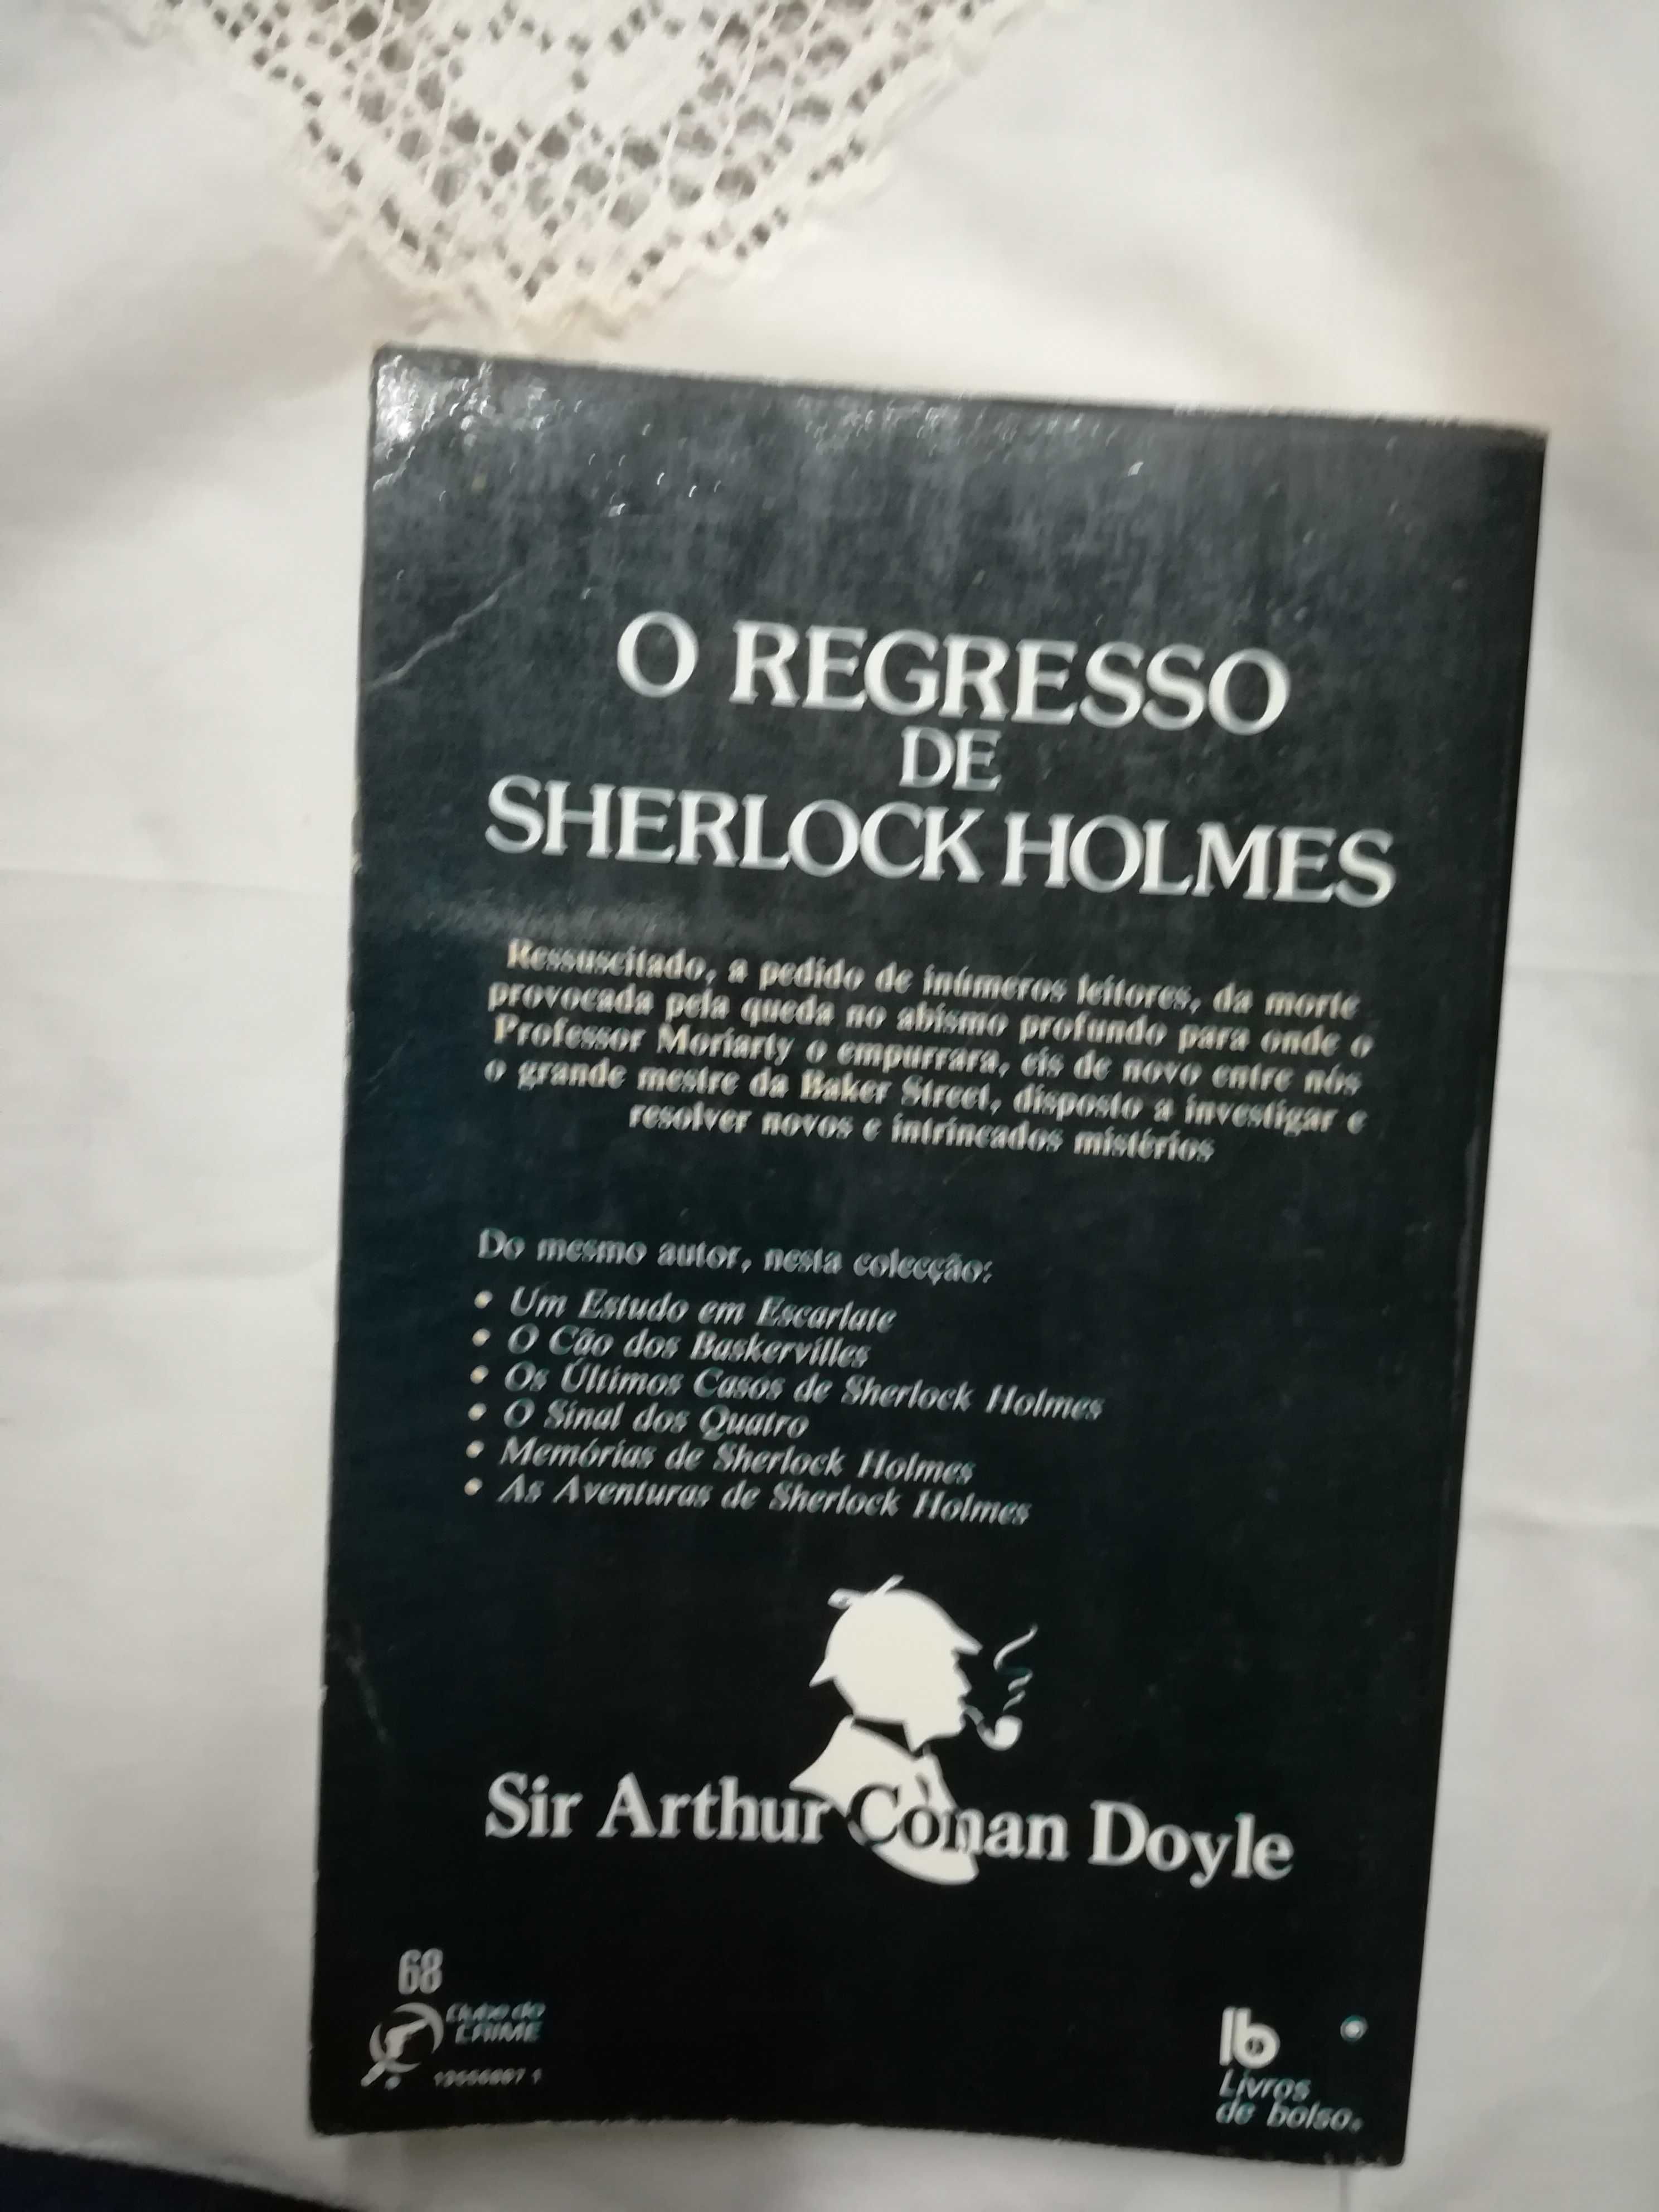 O REGRESSO
DE
SHERLOCK HOLMES
Ressuscitado, a pedido de inúmeros leitores, da morte
provocada pela queda no abismo profundo para onde o
Professor Moriarty o empurrara, eis de novo entre nós
o grande mestre da Baker Street, disposto a investigar e
resolver novos e intrincados mistérios
Do mesmo autor, nesta colecção:
• Um Estudo em Escarlate
• O Cão dos Baskervilles
• Os Últimos Casos de Sherlock Holmes
• O Sinal dos Quatro
• Memórias de Sherlock Holmes
• As Aventuras de Sherlock Holmes
Sir Arthur Conan Doyle
68
Clube do
CRIME
lb
Livros
de bolso.